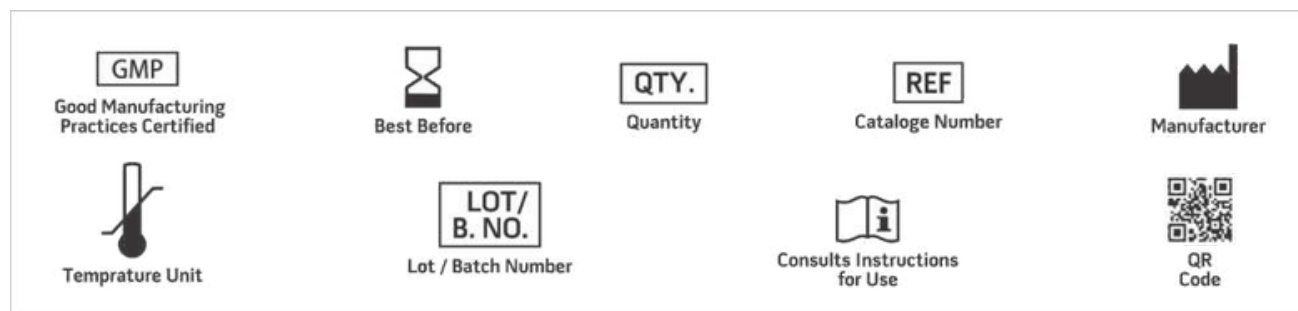 GMP
Good Manufacturing
Practices Certified
Best Before
QTY.
Quantity
REF
Cataloge Number
Manufacturer
Temprature Unit
LOT/
B. NO.
Lot / Batch Number
i
Consults Instructions
for Use
QR
Code